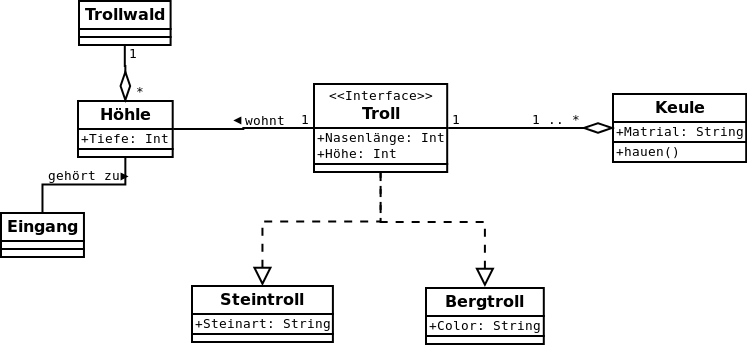 Trollwald
1
*
Höhle
+Tiefe: Int
◄wohnt
1
<<Interface>>
Troll
+Nasenlänge: Int
+Höhe: Int
1
1 .. *
Keule
+Matrial: String
+hauen()
gehört zu►
Eingang
Steintroll
+Steinart: String
Bergtroll
+Color: String